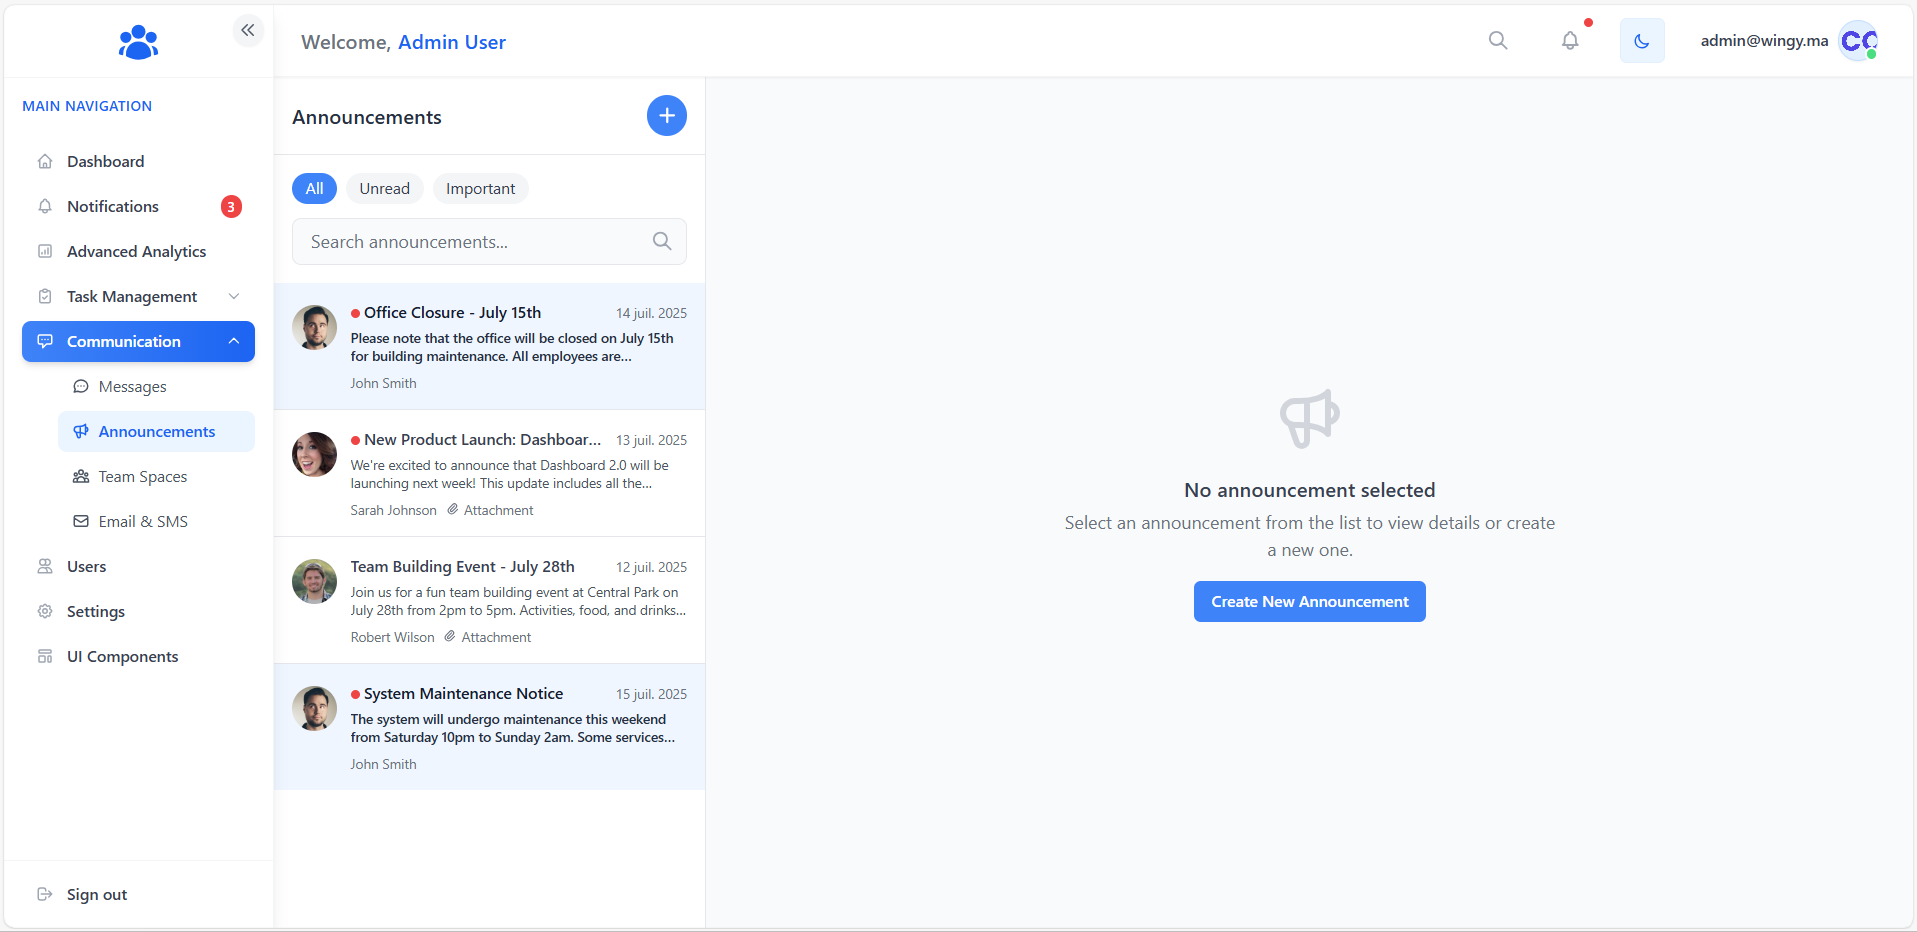 Welcome, Admin User
admin@wingy.ma
MAIN NAVIGATION
Dashboard
Notifications
3
Advanced Analytics
Task Management
Communication
Messages
Announcements
Team Spaces
Email & SMS
Users
Settings
UI Components
Sign out
Announcements
All
Unread
Important
Search announcements...
Office Closure - July 15th
14 juil. 2025
Please note that the office will be closed on July 15th
for building maintenance. All employees are...
John Smith
New Product Launch: Dashboar...
13 juil. 2025
We're excited to announce that Dashboard 2.0 will be
launching next week! This update includes all the...
Sarah Johnson
Attachment
Team Building Event - July 28th
12 juil. 2025
Join us for a fun team building event at Central Park on
July 28th from 2pm to 5pm. Activities, food, and drinks...
Robert Wilson
Attachment
System Maintenance Notice
15 juil. 2025
The system will undergo maintenance this weekend
from Saturday 10pm to Sunday 2am. Some services...
John Smith
No announcement selected
Select an announcement from the list to view details or create
a new one.
Create New Announcement